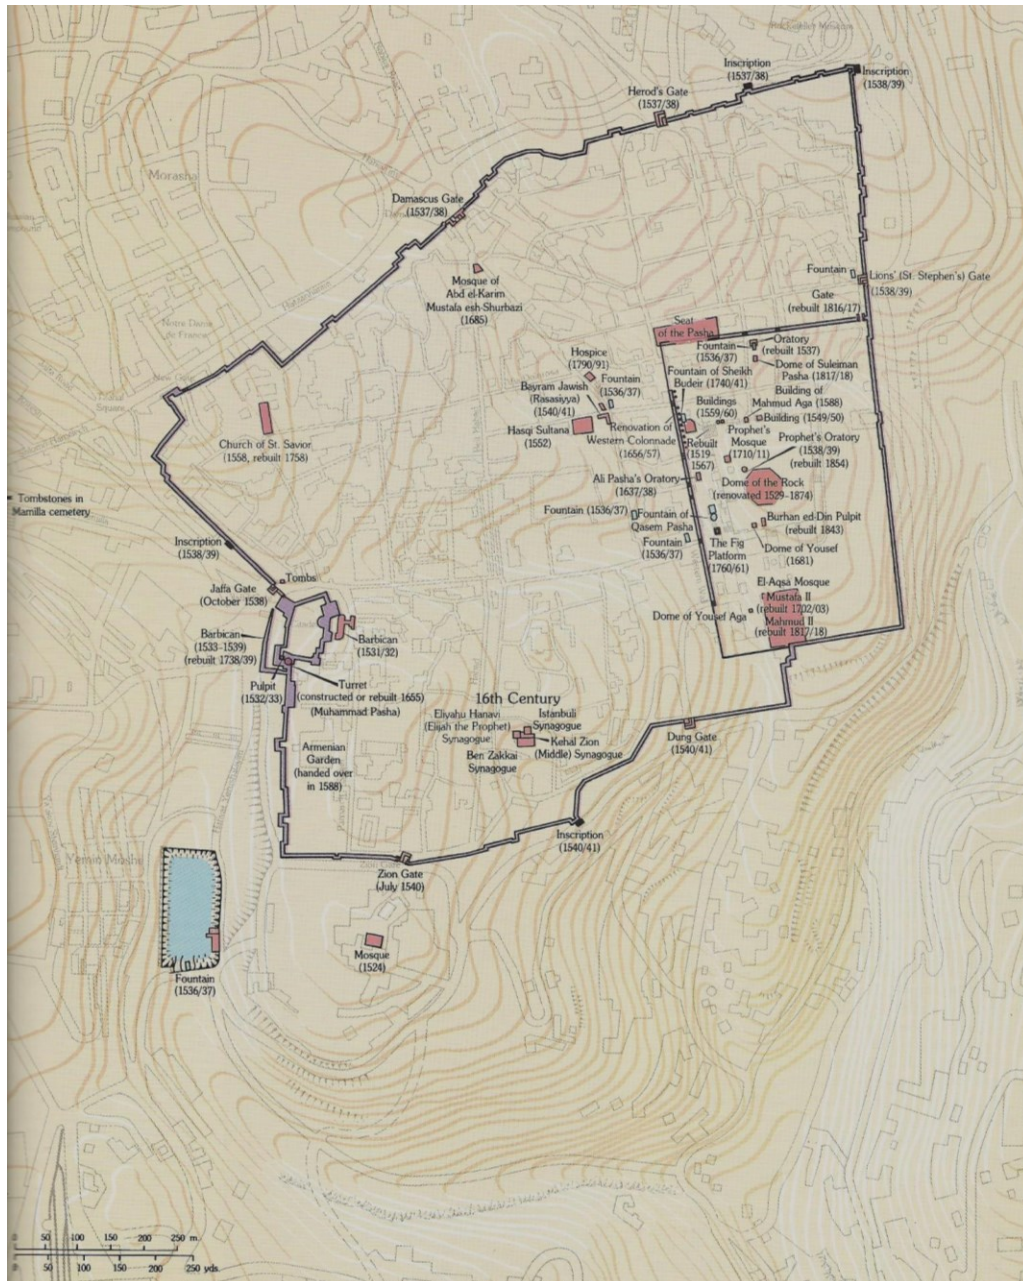 Inscription
(1537/38)
Inscription
(1538/39)
Herod's Gate
(1537/38)
Morasha
Damascus Gate
(1537/38)
Mosque of
Abd el-Karim
Mustafa esh-Shurbazi
(1685)
Fountain
Lions' (St. Stephen's) Gate
(1538/39)
Gate
(rebuilt 1816/17)
Notre Dame
de France
Seat
of the Pasha
Fountain
(1536/37)
Oratory
(rebuilt 1537)
Dome of Suleiman
Pasha (1817/18)
Hospice
(1790/91)
Fountain of Sheikh
Budeir (1740/41)
Bayram Jawish
(Rasasiyya)
(1540/41)
Fountain
(1536/37)
Buildings
(1559/60)
Building of
Mahmud Aga (1588)
Building (1549/50)
Hasqi Sultana
(1552)
Renovation of
Western Colonnade
(1656/57)
Rebuilt
(1519-
1567)
Prophet's
Mosque
(1710/11)
Prophet's Oratory
(1538/39)
(rebuilt 1854)
Church of St. Savior
(1558, rebuilt 1758)
Ali Pasha's Oratory
(1637/38)
Dome of the Rock
(renovated 1529-1874)
Tombstones in
Mamilla cemetery
Fountain (1536/37)
Fountain of
Qasem Pasha
Burhan ed-Din Pulpit
(rebuilt 1843)
Fountain
(1536/37)
The Fig
Platform
(1760/61)
Dome of Yousef
(1681)
Inscription
(1538/39)
Tombs
Jaffa Gate
(October 1538)
El-Aqsa Mosque
Mustafa II
(rebuilt 1702/03)
Mahmud II
(rebuilt 1817/18)
Dome of Yousef Aga
Barbican
(1533-1539)
(rebuilt 1738/39)
Barbican
(1531/32)
Pulpit
(1532/33)
Turret
(constructed or rebuilt 1655)
(Muhammad Pasha)
16th Century
Eliyahu Hanavi
(Elijah the Prophet)
Synagogue
Istanbuli
Synagogue
Kehal Zion
(Middle) Synagogue
Ben Zakkai
Synagogue
Dung Gate
(1540/41)
Armenian
Garden
(handed over
in 1588)
Inscription
(1540/41)
Zion Gate
(July 1540)
Yemin Moshe
Mosque
(1524)
Fountain
(1536/37)
0 50 100 150 200 250 m.
0 50 100 150 200 250 yds.